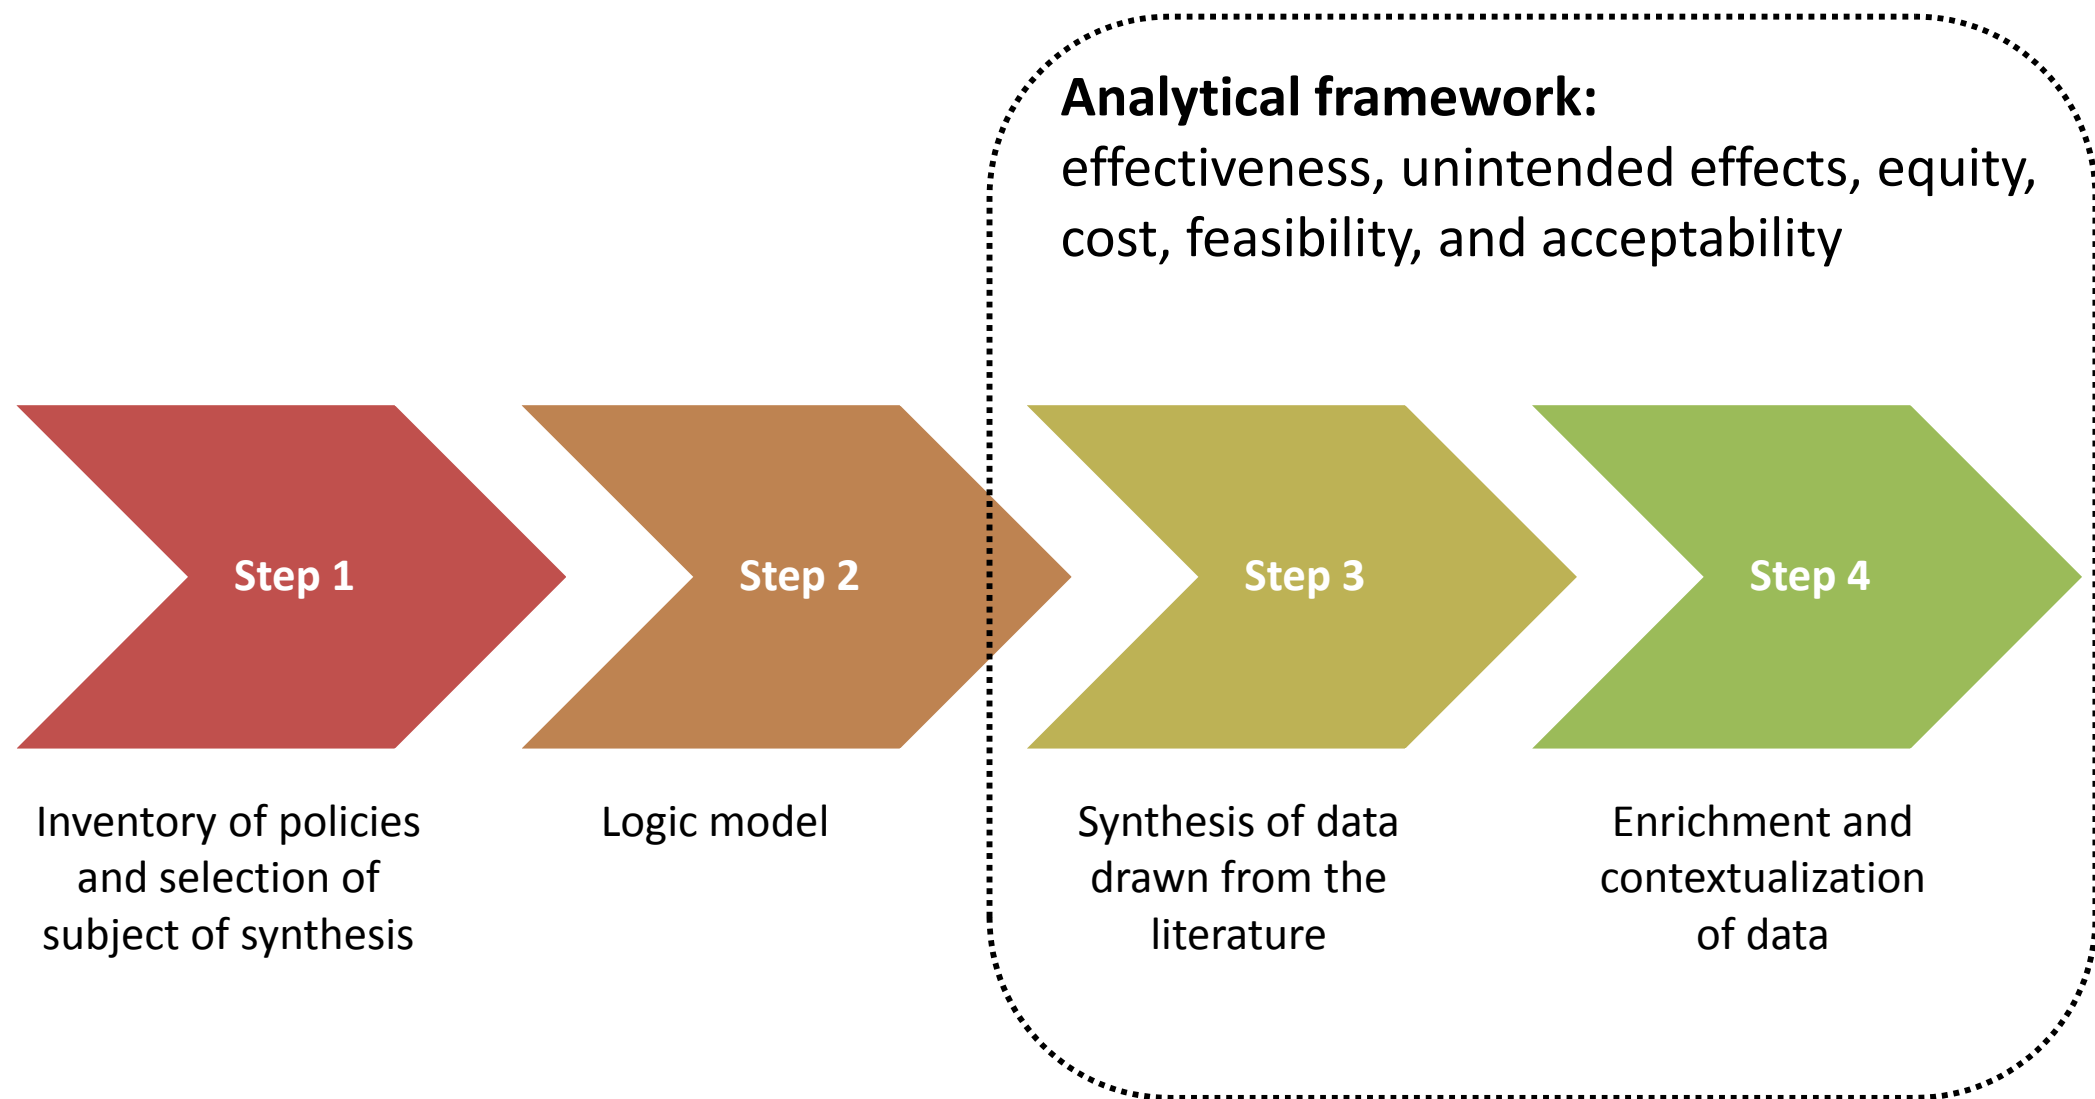 Analytical framework:
effectiveness, unintended effects, equity,
cost, feasibility, and acceptability
Step 1
Step 2
Step 3
Step 4
Inventory of policies
and selection of
subject of synthesis
Logic model
Synthesis of data
drawn from the
literature
Enrichment and
contextualization
of data